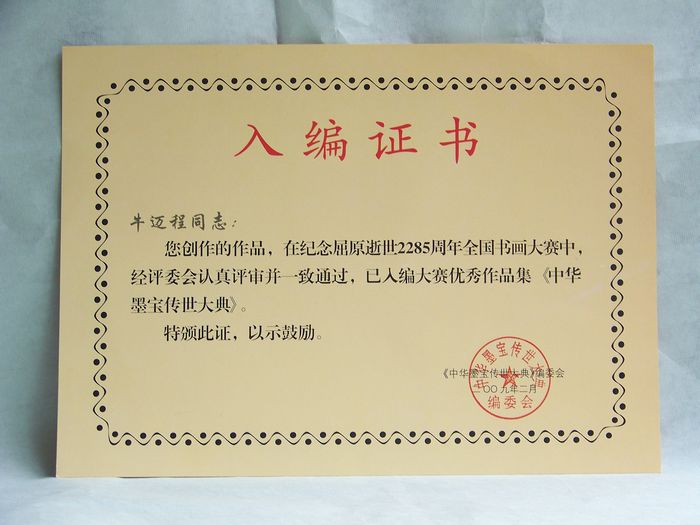 入编证书
牛迈程同志：
您创作的作品，在纪念屈原逝世2285周年全国书画大赛中，
经评委会认真评审并一致通过，已入编大赛优秀作品集《中华
墨宝传世大典》。
特颁此证，以示鼓励。
《中华墨宝传世大典》编委会
〇〇九年二月
中华墨宝传世大典
编委会